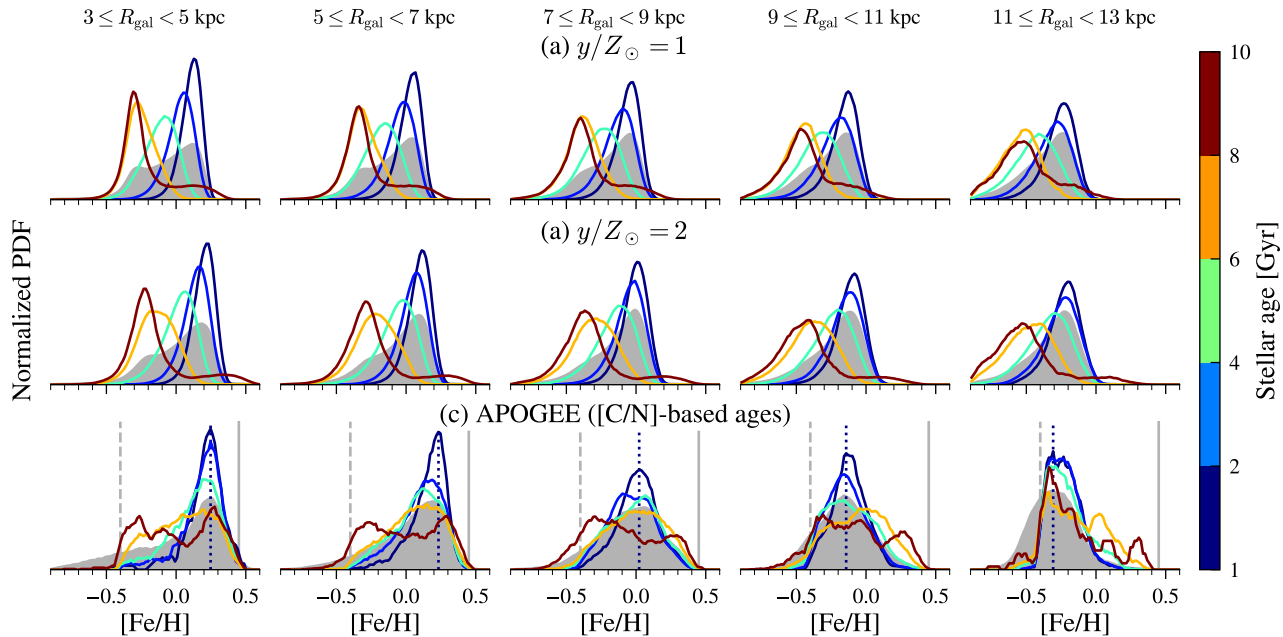 3 ≤ R_gal < 5 kpc
5 ≤ R_gal < 7 kpc
7 ≤ R_gal < 9 kpc
9 ≤ R_gal < 11 kpc
11 ≤ R_gal < 13 kpc
(a) y/Z_⊙ = 1
(a) y/Z_⊙ = 2
(c) APOGEE ([C/N]-based ages)
Normalized PDF
−0.5 0.0 0.5
−0.5 0.0 0.5
−0.5 0.0 0.5
−0.5 0.0 0.5
−0.5 0.0 0.5
[Fe/H]
[Fe/H]
[Fe/H]
[Fe/H]
[Fe/H]
10
8
6
4
2
1
Stellar age [Gyr]